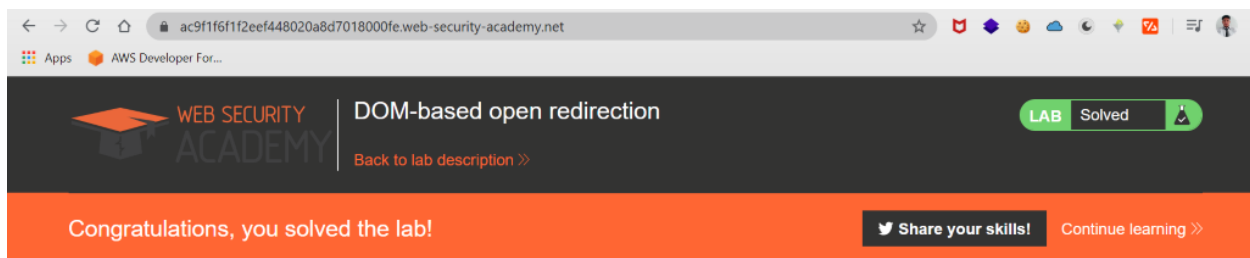 ac9f1f6f1f2eef448020a8d7018000fe.web-security-academy.net
Apps AWS Developer For...
WEB SECURITY
ACADEMY
DOM-based open redirection
Back to lab description
LAB Solved
Congratulations, you solved the lab!
Share your skills! Continue learning